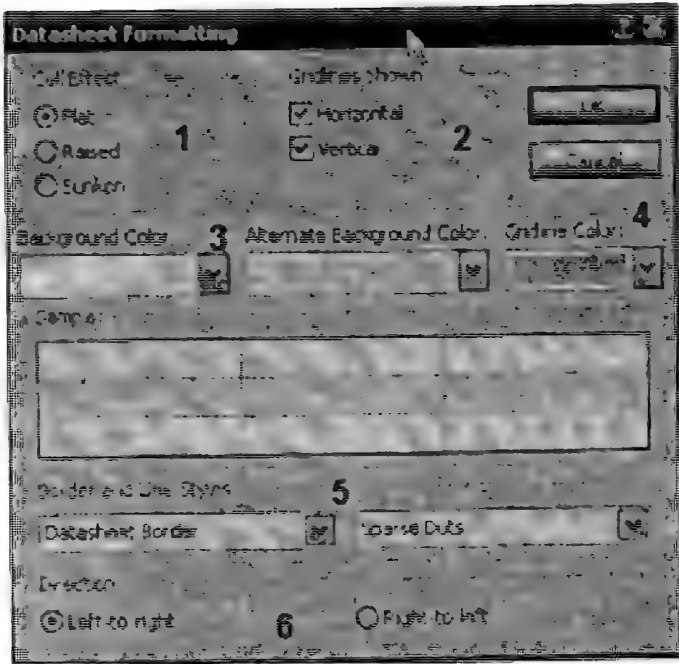 Datasheet Formatting
Cell Effect Gridlines Shown
Flat Horizontal OK
1
Raised Vertical 2 Cancel
Sunken
Background Color 3 Alternate Background Color: Gridline Color: 4
Sample:
Border and Line Styles 5
Datasheet Border Sparse Dots
Direction
Left-to-right 6 Right-to-left